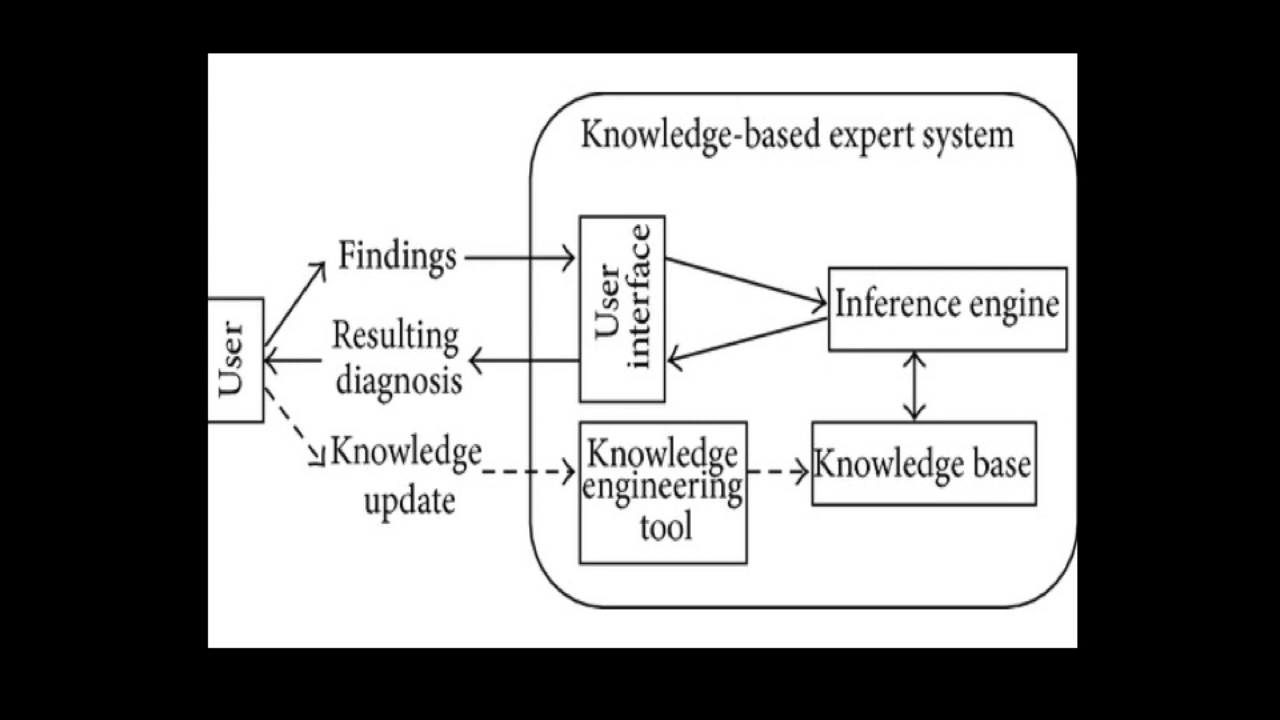 Knowledge-based expert system
User
Findings
Resulting
diagnosis
Knowledge
update
User
interface
Inference engine
Knowledge
engineering
tool
Knowledge base